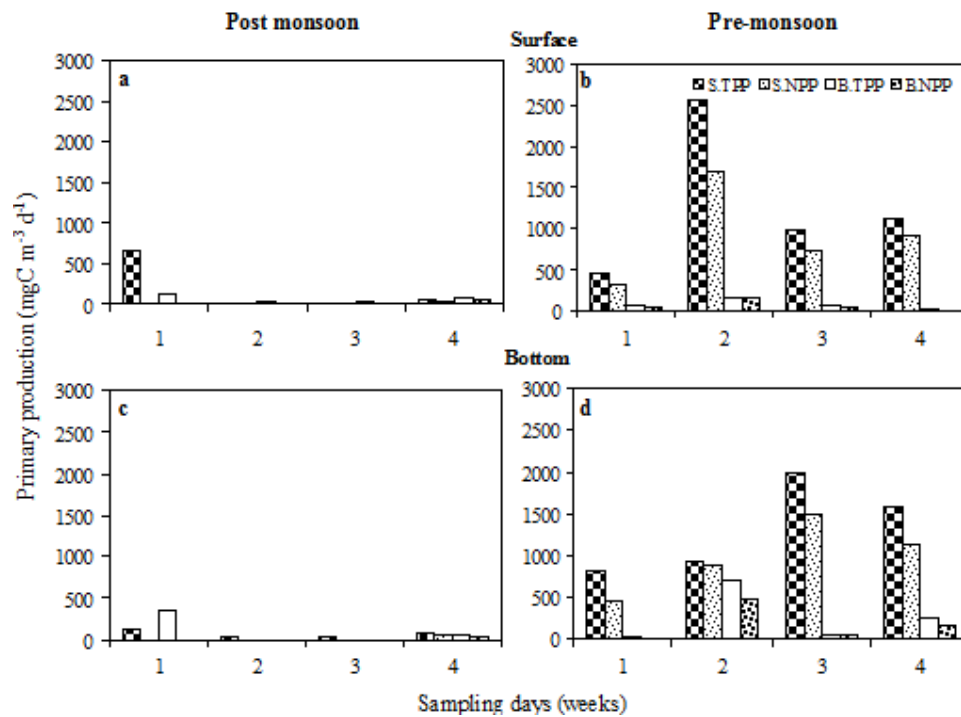 Post monsoon
Pre-monsoon
Surface
a
3000
2500
2000
1500
1000
500
0
1 2 3 4
b
S.TPP S.NPP B.TPP B.NPP
3000
2500
2000
1500
1000
500
0
1 2 3 4
Bottom
c
3000
2500
2000
1500
1000
500
0
1 2 3 4
d
3000
2500
2000
1500
1000
500
0
1 2 3 4
Primary production (mgC m⁻³ d⁻¹)
Sampling days (weeks)